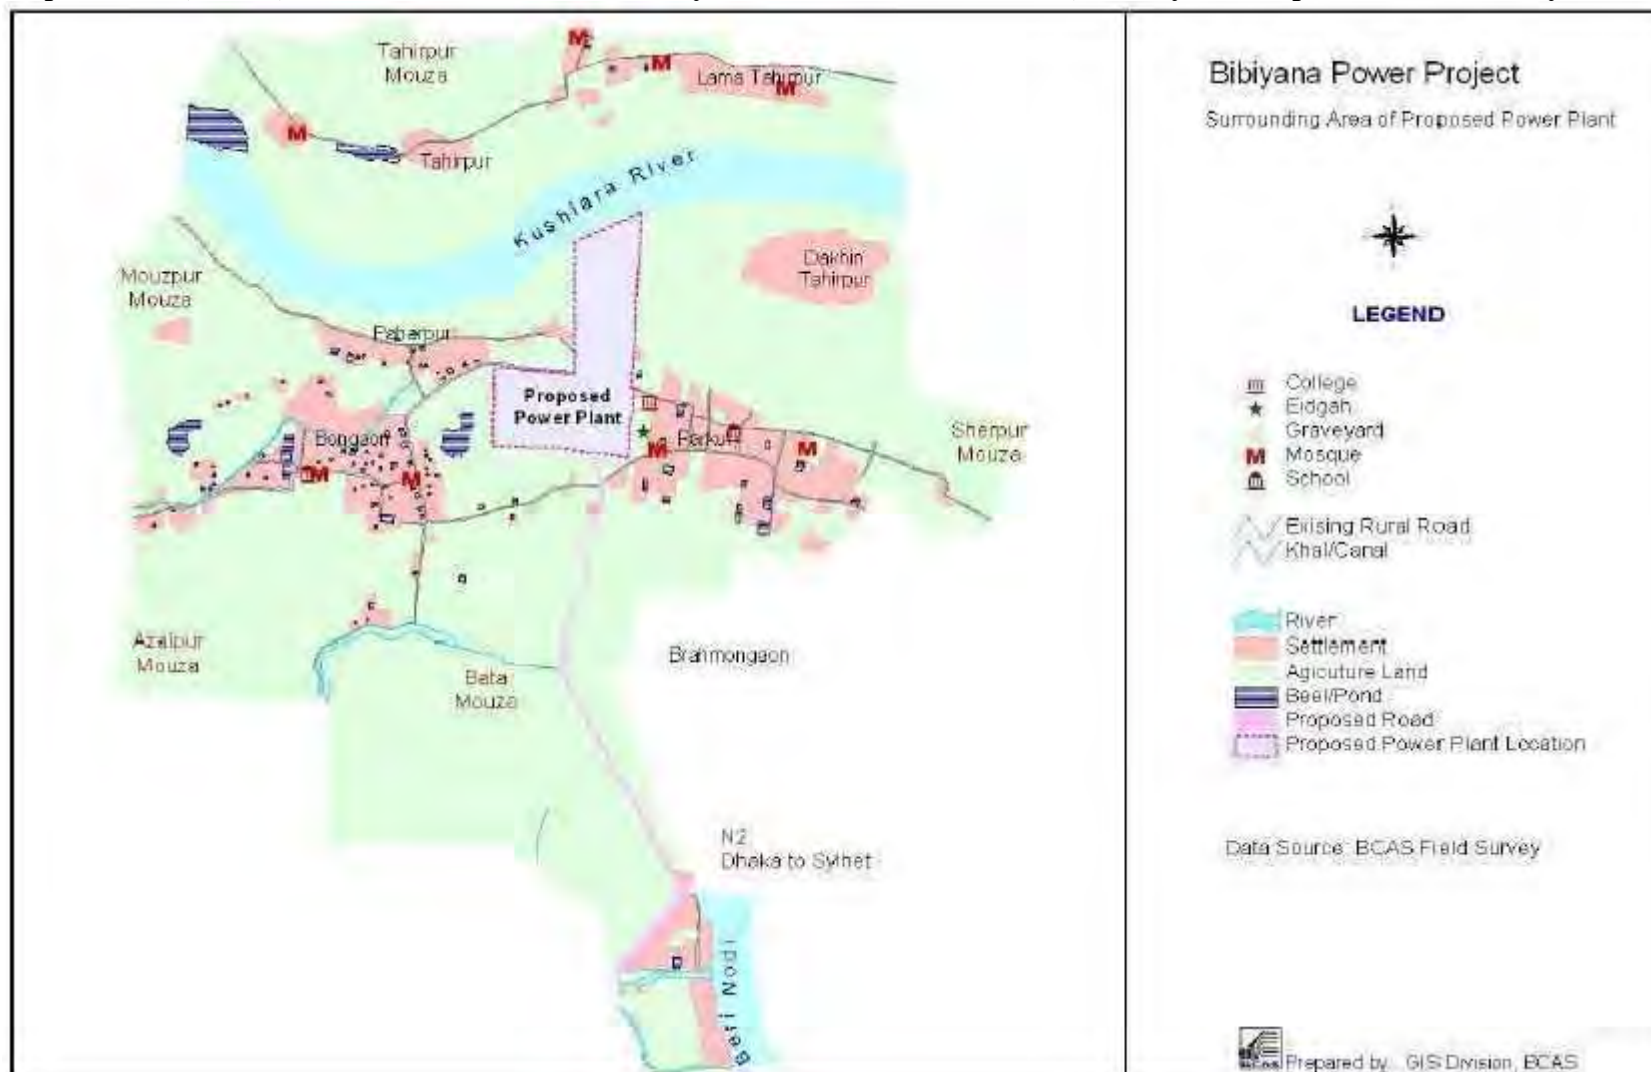 Tahirpur
Mouza
M
M
Lama Tahirpur
M
M
Tahirpur
Kushiara River
Dakhin
Tahirpur
Mouzpur
Mouza
Paharpur
Proposed
Power Plant
Bongaon
M
M
M
M
Sherpur
Mouza
Azalpur
Mouza
Bata
Mouza
Brahmongaon
N2
Dhaka to Sylhet
Beri Nodi
Bibiyana Power Project
Surrounding Area of Proposed Power Plant
LEGEND
College
Eidgah
Graveyard
M Mosque
School
Exising Rural Road
Khal/Canal
River
Settlement
Agicuture Land
Beel/Pond
Proposed Road
Proposed Power Plant Location
Data Source: BCAS Field Survey
Prepared by: GIS Division, BCAS